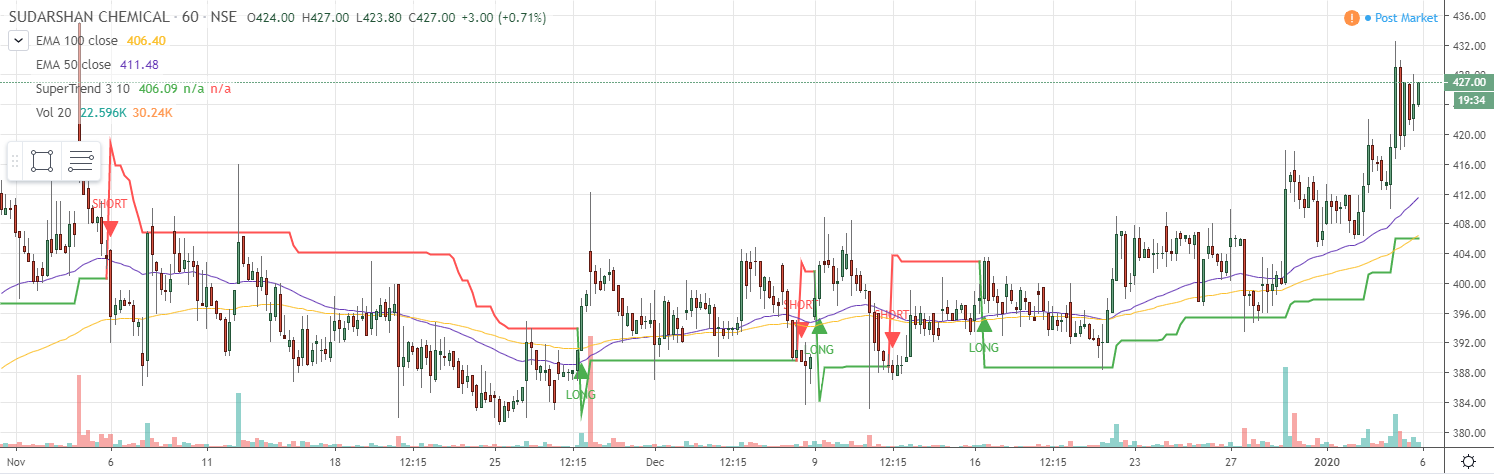 SUDARSHAN CHEMICAL · 60 · NSE O424.00 H427.00 L423.80 C427.00 +3.00 (+0.71%)
Post Market
EMA 100 close 406.40
EMA 50 close 411.48
SuperTrend 3 10 406.09 n/a n/a
Vol 20 22.596K 30.24K
436.00
432.00
428.00
427.00
19:34
420.00
416.00
412.00
408.00
404.00
400.00
396.00
392.00
388.00
384.00
380.00
SHORT
LONG
SHORT
LONG
SHORT
LONG
Nov 6 11 18 12:15 25 12:15 Dec 12:15 9 12:15 16 12:15 23 27 2020 6